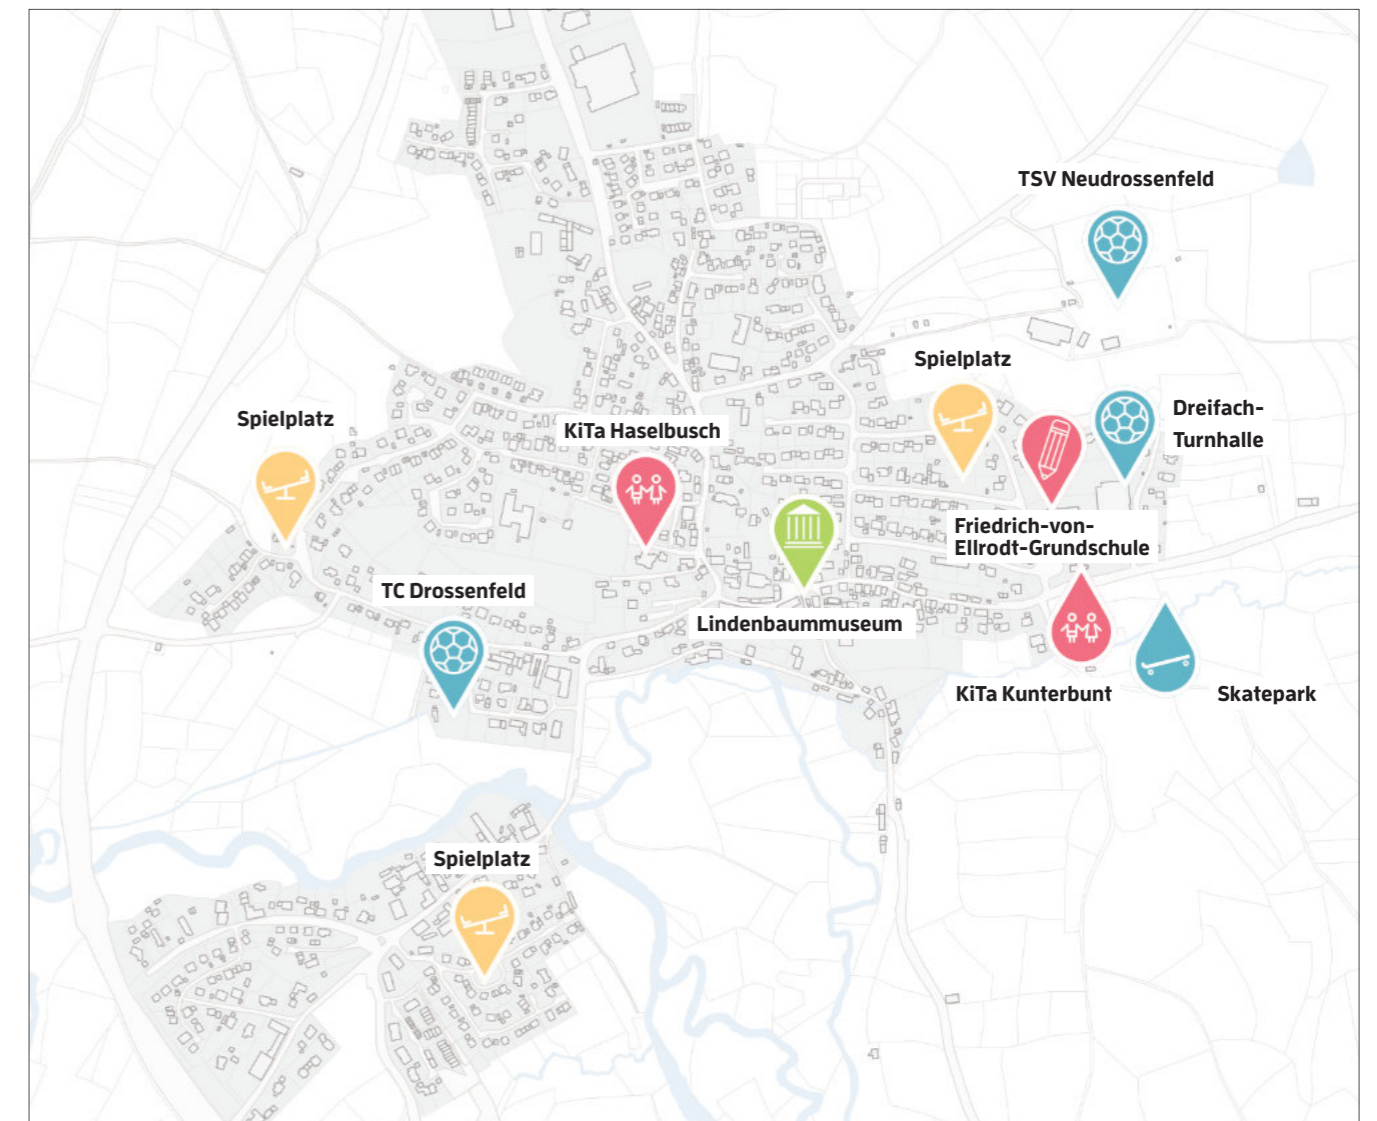 TSV Neudrossenfeld
Spielplatz
Dreifach-
Turnhalle
Spielplatz
KiTa Haselbusch
Friedrich-von-
Ellrodt-Grundschule
TC Drossenfeld
Lindenbaummuseum
KiTa Kunterbunt
Skatepark
Spielplatz